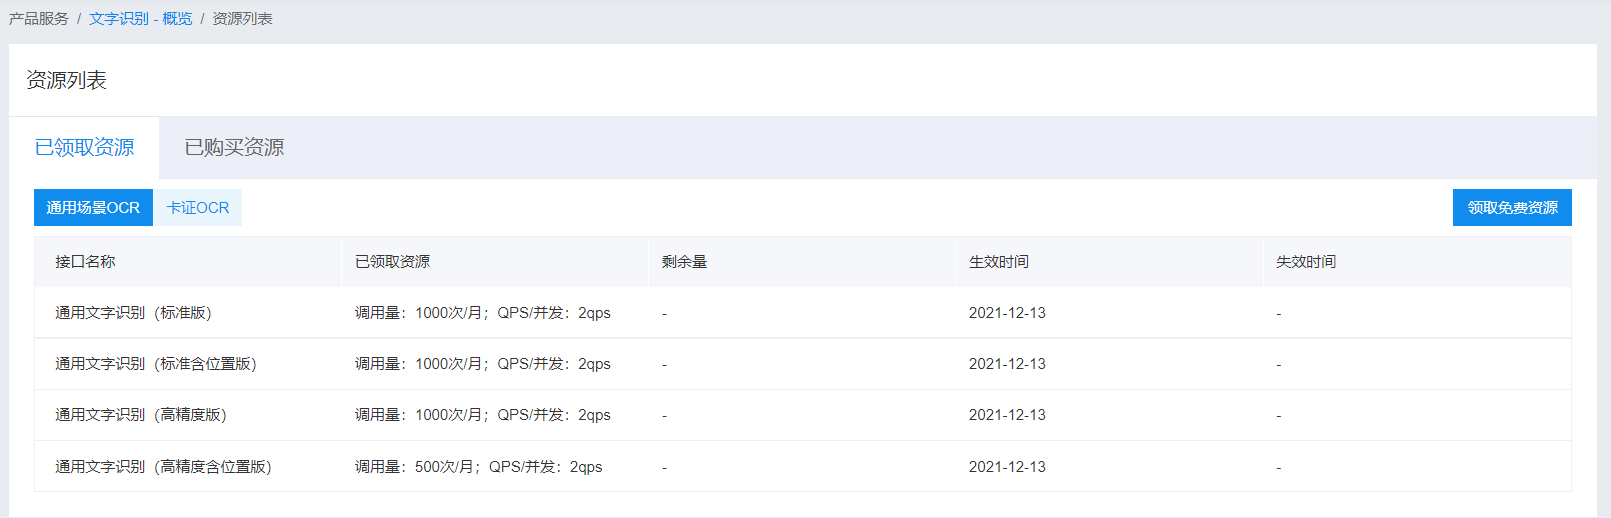 产品服务 / 文字识别 - 概览 / 资源列表
资源列表
已领取资源 已购买资源
通用场景OCR 卡证OCR 领取免费资源
接口名称 已领取资源 剩余量 生效时间 失效时间
通用文字识别（标准版） 调用量：1000次/月；QPS/并发：2qps - 2021-12-13 -
通用文字识别（标准含位置版） 调用量：1000次/月；QPS/并发：2qps - 2021-12-13 -
通用文字识别（高精度版） 调用量：1000次/月；QPS/并发：2qps - 2021-12-13 -
通用文字识别（高精度含位置版） 调用量：500次/月；QPS/并发：2qps - 2021-12-13 -